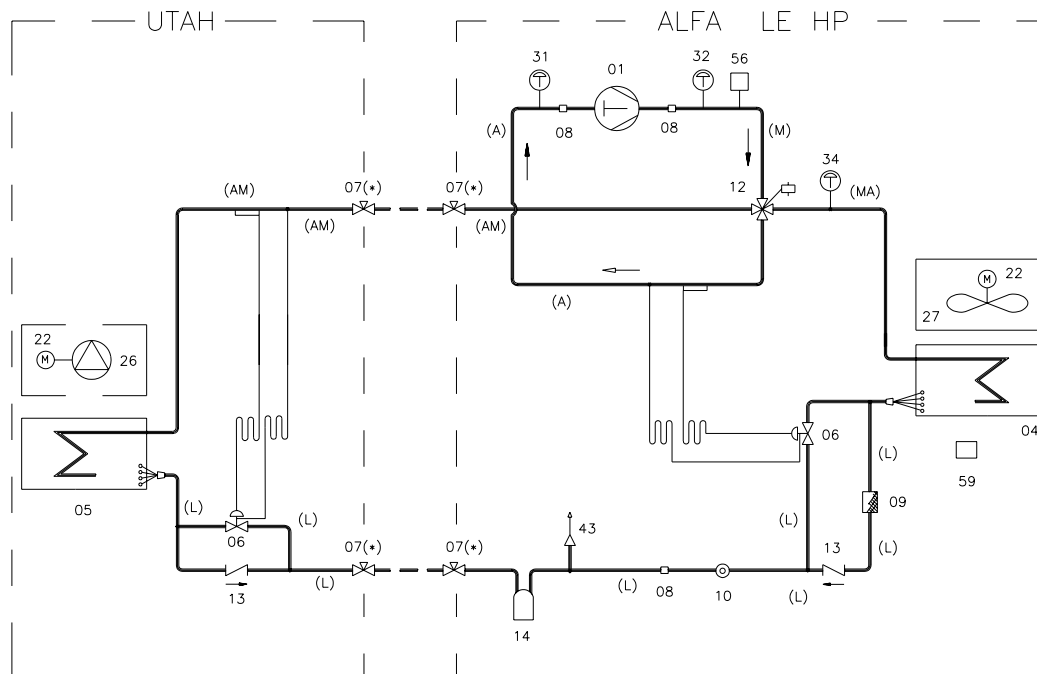 UTAH
ALFA LE HP
31
01
32
56
(A)
08
08
(M)
34
(AM)
07(*)
07(*)
12
(MA)
(AM)
(AM)
(A)
M
22
27
22
M
26
06
04
(L)
59
05
(L)
(L)
09
06
(L)
43
13
(L)
07(*)
07(*)
13
(L)
(L)
08
10
(L)
14